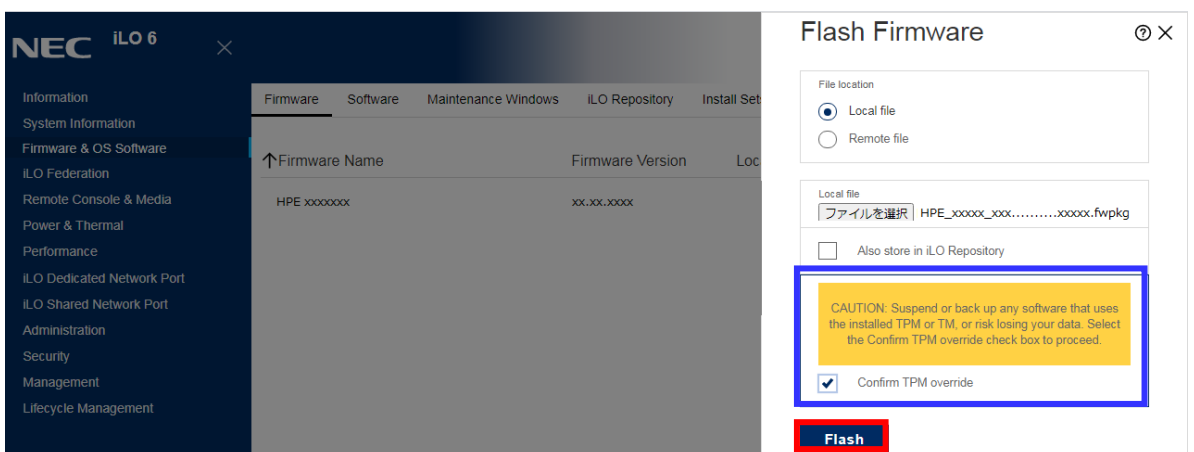 NEC iLO 6
Information
System Information
Firmware & OS Software
iLO Federation
Remote Console & Media
Power & Thermal
Performance
iLO Dedicated Network Port
iLO Shared Network Port
Administration
Security
Management
Lifecycle Management
Firmware Software Maintenance Windows iLO Repository Install Set
Firmware Name Firmware Version Loc
HPE xxxxxxx xx.xx.xxxx
Flash Firmware
File location
Local file
Remote file
Local file
ファイルを選択 HPE_xxxxx_xxx..........xxxxx.fwpkg
Also store in iLO Repository
CAUTION: Suspend or back up any software that uses
the installed TPM or TM, or risk losing your data. Select
the Confirm TPM override check box to proceed.
Confirm TPM override
Flash